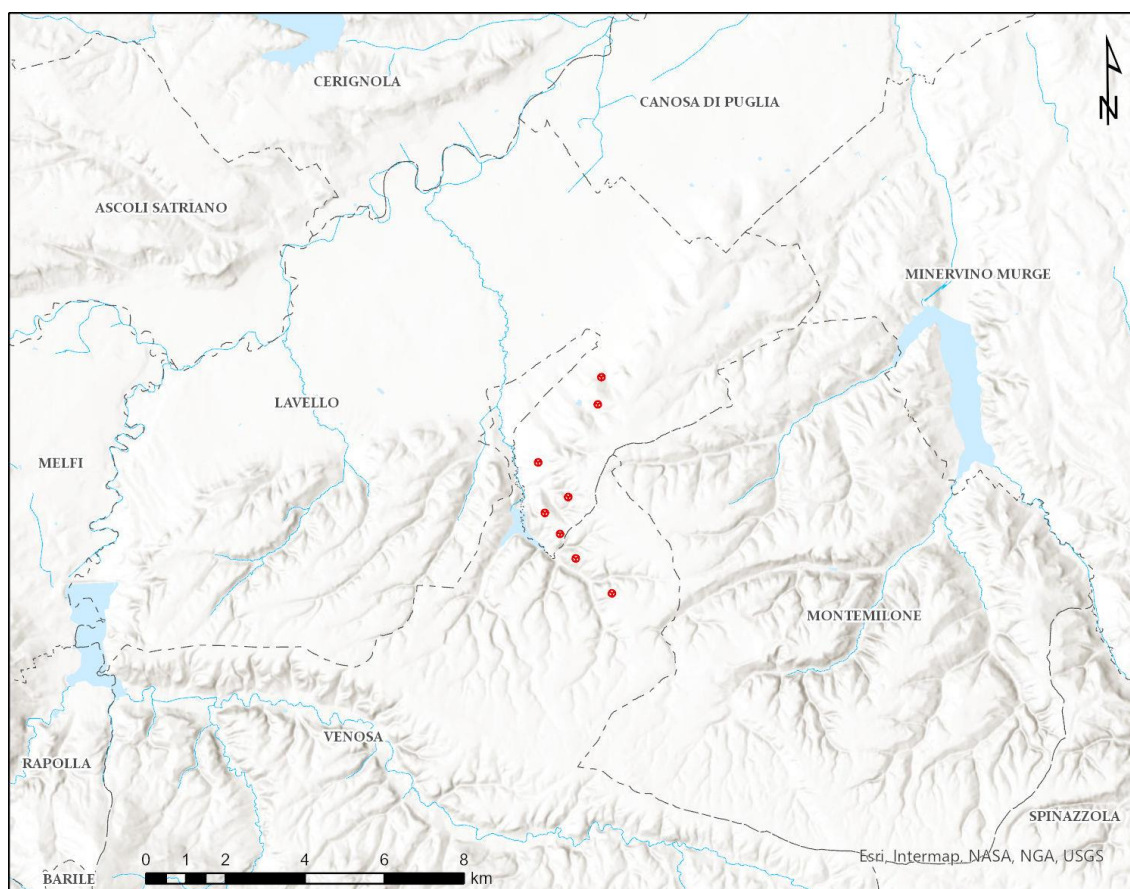 CERIGNOLA
CANOSA DI PUGLIA
N
ASCOLI SATRIANO
MINERVINO MURGE
LAVELLO
MELFI
MONTEMILONE
VENOSA
RAPOLLA
SPINAZZOLA
Esri, Intermap, NASA, NGA, USGS
0 1 2 4 6 8
km
BARILE